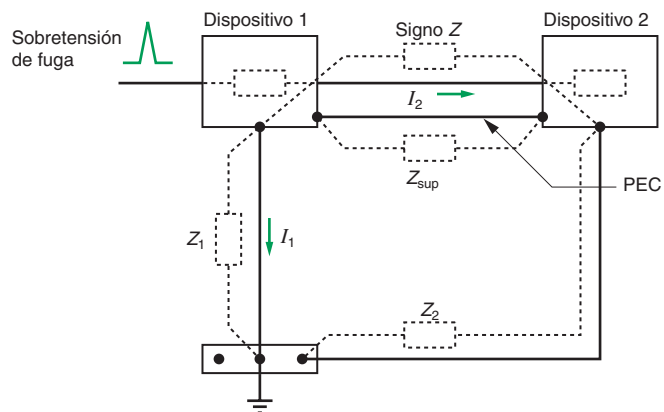 Sobretensión
de fuga
Dispositivo 1
Signo Z
Dispositivo 2
I2
Zsup
PEC
Z1
I1
Z2